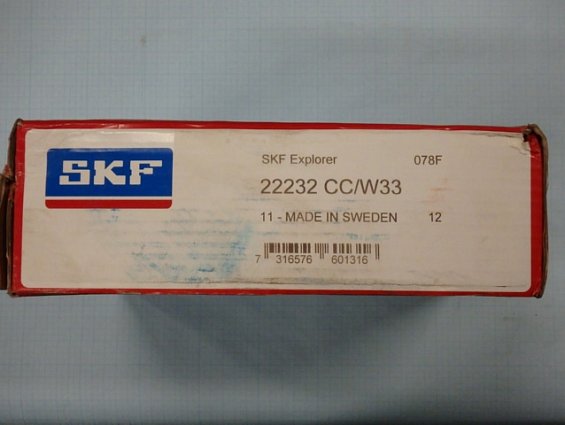 SKF
SKF Explorer 078F
22232 CC/W33
11 - MADE IN SWEDEN 12
7 316576 601316